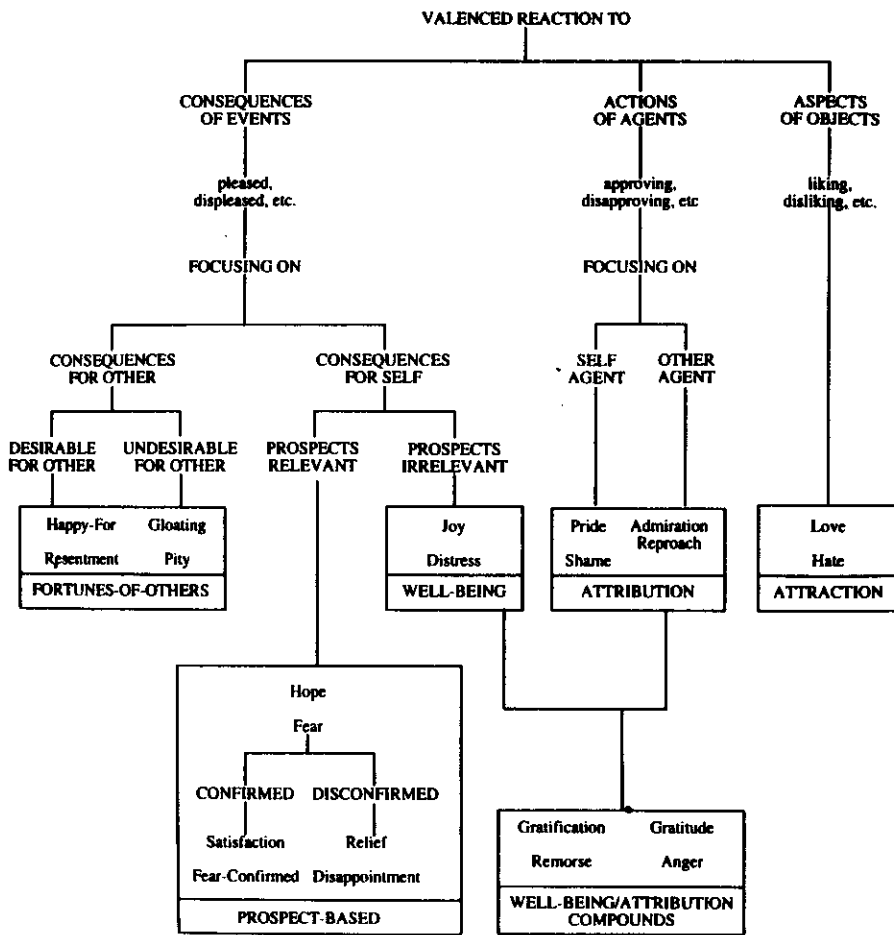 VALENCED REACTION TO
CONSEQUENCES
OF EVENTS
ACTIONS
OF AGENTS
ASPECTS
OF OBJECTS
pleased,
displeased, etc.
approving,
disapproving, etc
liking,
disliking, etc.
FOCUSING ON
FOCUSING ON
CONSEQUENCES
FOR OTHER
CONSEQUENCES
FOR SELF
SELF
AGENT
OTHER
AGENT
DESIRABLE
FOR OTHER
UNDESIRABLE
FOR OTHER
PROSPECTS
RELEVANT
PROSPECTS
IRRELEVANT
Happy-For
Gloating
Resentment
Pity
FORTUNES-OF-OTHERS
Joy
Distress
WELL-BEING
Pride
Admiration
Shame
Reproach
ATTRIBUTION
Love
Hate
ATTRACTION
Hope
Fear
CONFIRMED
DISCONFIRMED
Satisfaction
Relief
Fear-Confirmed
Disappointment
PROSPECT-BASED
Gratification
Gratitude
Remorse
Anger
WELL-BEING/ATTRIBUTION
COMPOUNDS